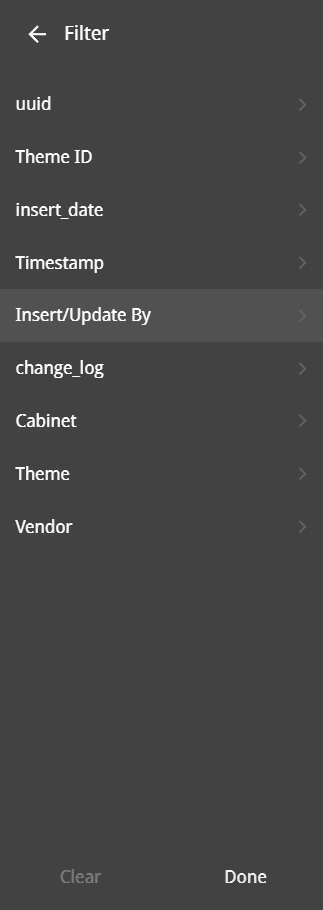 Filter
uuid
Theme ID
insert_date
Timestamp
Insert/Update By
change_log
Cabinet
Theme
Vendor
Clear Done